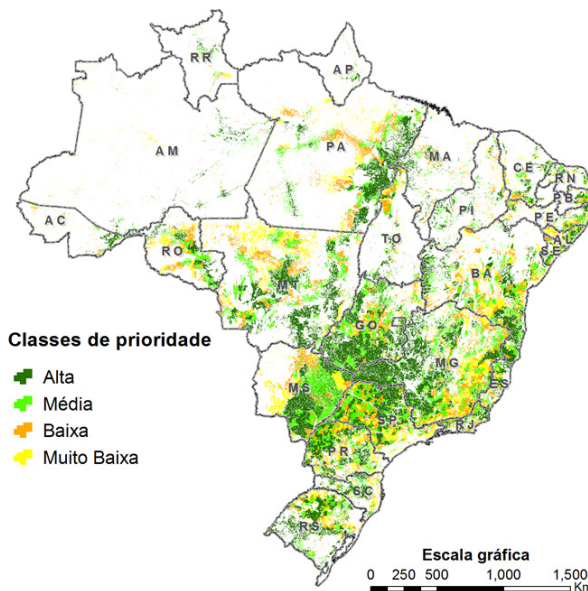 RR
AP
AM
PA
MA
CE
RN
PB
PE
AL
SE
PI
AC
TO
RO
BA
MT
GO
MG
ES
MS
SP
RJ
PR
SC
RS
Classes de prioridade
Alta
Média
Baixa
Muito Baixa
Escala gráfica
0 250 500 1,000 1,500
Km